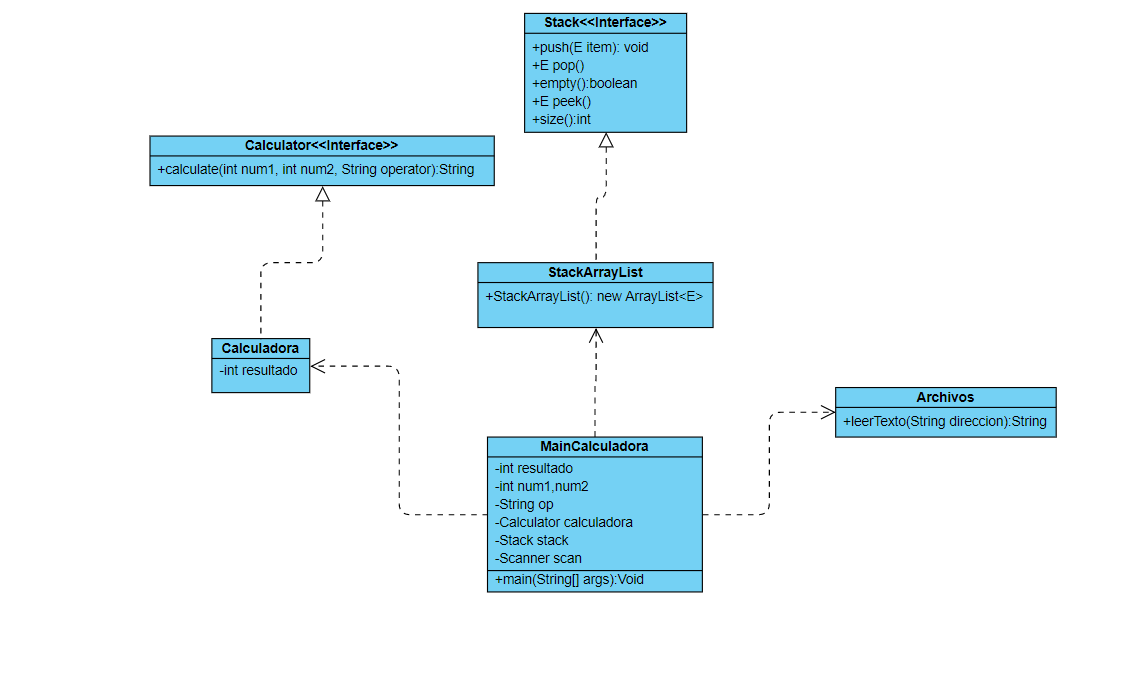 Stack<<Interface>>
+push(E item): void
+E pop()
+empty():boolean
+E peek()
+size():int
Calculator<<Interface>>
+calculate(int num1, int num2, String operator):String
StackArrayList
+StackArrayList(): new ArrayList<E>
Calculadora
-int resultado
Archivos
+leerTexto(String direccion):String
MainCalculadora
-int resultado
-int num1,num2
-String op
-Calculator calculadora
-Stack stack
-Scanner scan
+main(String[] args):Void